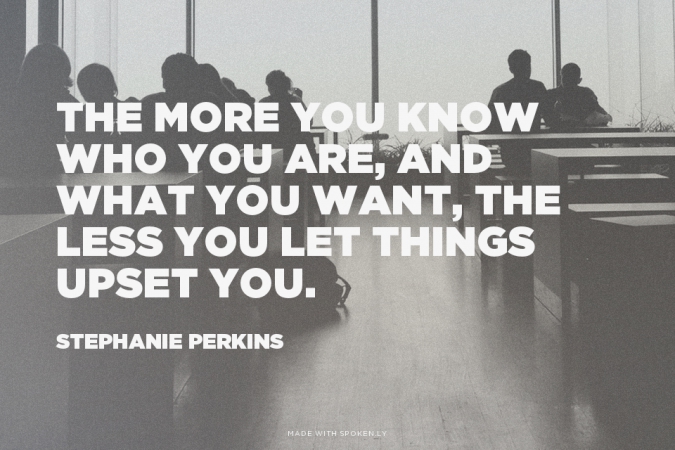 THE MORE YOU KNOW
WHO YOU ARE, AND
WHAT YOU WANT, THE
LESS YOU LET THINGS
UPSET YOU.
STEPHANIE PERKINS
MADE WITH SPOKEN.LY